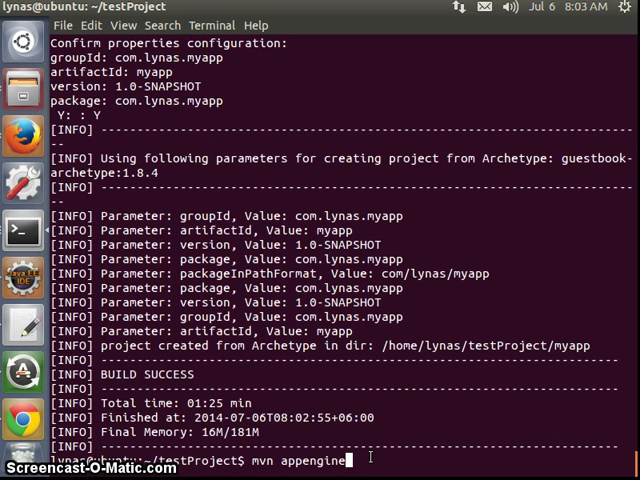 lynas@ubuntu: ~/testProject
Jul 6
8:03 AM
File Edit View Search Terminal Help
Confirm properties configuration:
groupId: com.lynas.myapp
artifactId: myapp
version: 1.0-SNAPSHOT
package: com.lynas.myapp
Y: : Y
[INFO] ------------------------------------------------------------------------
--
[INFO] Using following parameters for creating project from Archetype: guestbook-
archetype:1.8.4
[INFO] ------------------------------------------------------------------------
--
[INFO] Parameter: groupId, Value: com.lynas.myapp
[INFO] Parameter: artifactId, Value: myapp
[INFO] Parameter: version, Value: 1.0-SNAPSHOT
[INFO] Parameter: package, Value: com.lynas.myapp
[INFO] Parameter: packageInPathFormat, Value: com/lynas/myapp
[INFO] Parameter: package, Value: com.lynas.myapp
[INFO] Parameter: version, Value: 1.0-SNAPSHOT
[INFO] Parameter: groupId, Value: com.lynas.myapp
[INFO] Parameter: artifactId, Value: myapp
[INFO] project created from Archetype in dir: /home/lynas/testProject/myapp
[INFO] ------------------------------------------------------------------------
[INFO] BUILD SUCCESS
[INFO] ------------------------------------------------------------------------
[INFO] Total time: 01:25 min
[INFO] Finished at: 2014-07-06T08:02:55+06:00
[INFO] Final Memory: 16M/181M
[INFO] ------------------------------------------------------------------------
lynas@ubuntu:~/testProject$ mvn appengine
Java EE
IDE
Screencast-O-Matic.com